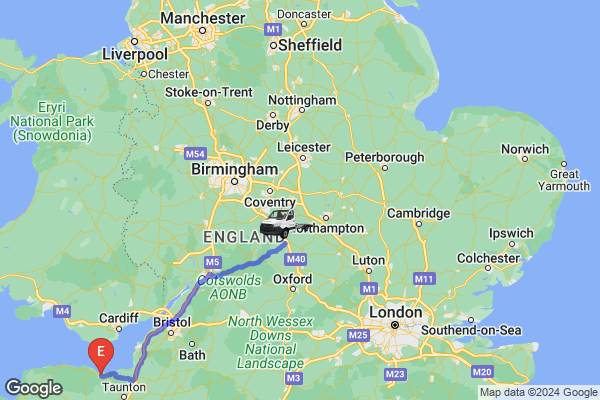 Doncaster
Manchester
M1
Liverpool
Sheffield
Chester
Stoke-on-Trent
Eryri
National Park
(Snowdonia)
Nottingham
Derby
Leicester
M54
Birmingham
Peterborough
Norwich
Great
Yarmouth
Coventry
Cambridge
ENGLAND
Ipswich
M5
M40
Luton
Colchester
Cotswolds
AONB
Oxford
M1
M11
M4
Cardiff
London
Bristol
North Wessex
Downs
National
Landscape
M25
Southend-on-Sea
Bath
E
M3
M23
M20
Taunton
Google
Map data ©2024 Google